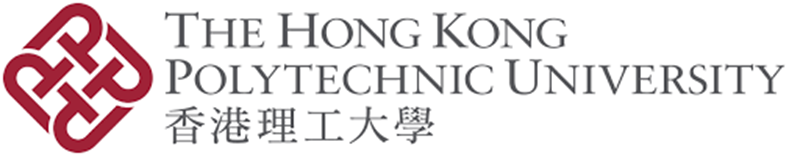 THE HONG KONG
POLYTECHNIC UNIVERSITY
香港理工大學